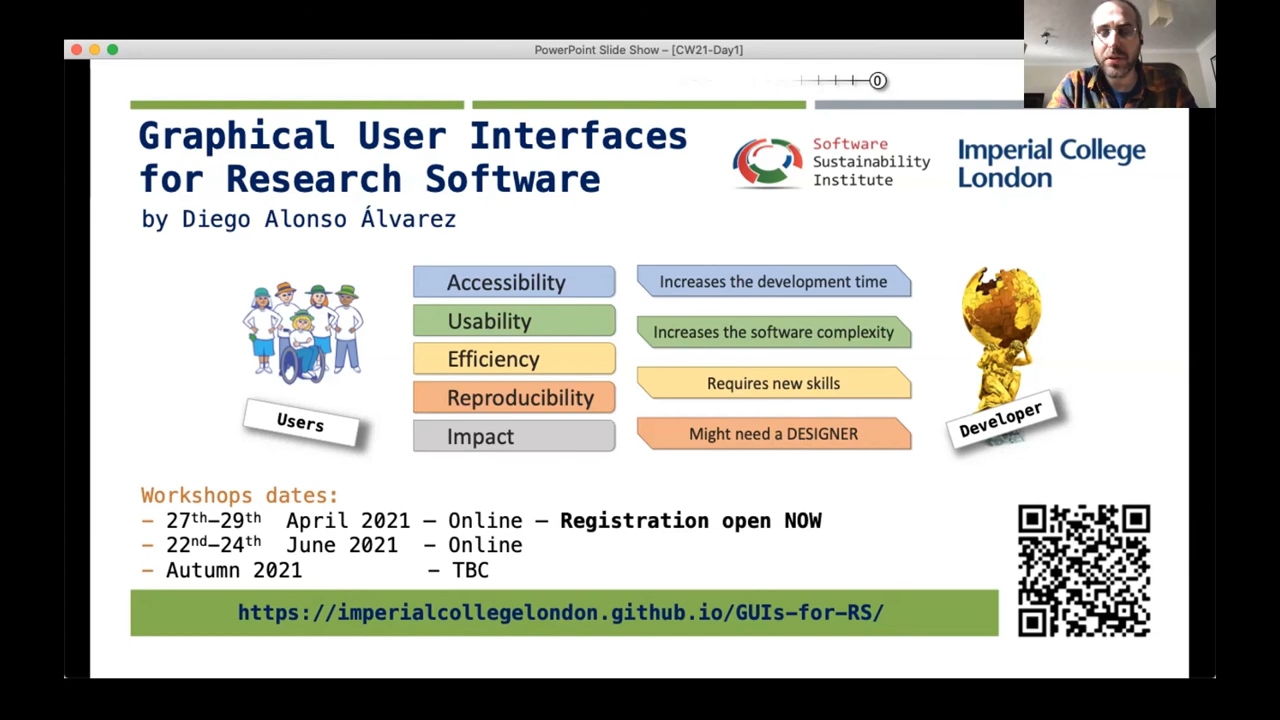 PowerPoint Slide Show – [CW21-Day1]
0
Graphical User Interfaces
for Research Software
by Diego Alonso Álvarez
Software
Sustainability
Institute
Imperial College
London
Accessibility
Usability
Efficiency
Reproducibility
Impact
Increases the development time
Increases the software complexity
Requires new skills
Might need a DESIGNER
Users
Developer
Workshops dates:
– 27th–29th April 2021 – Online – Registration open NOW
– 22nd–24th June 2021 – Online
– Autumn 2021 – TBC
https://imperialcollegelondon.github.io/GUIs-for-RS/